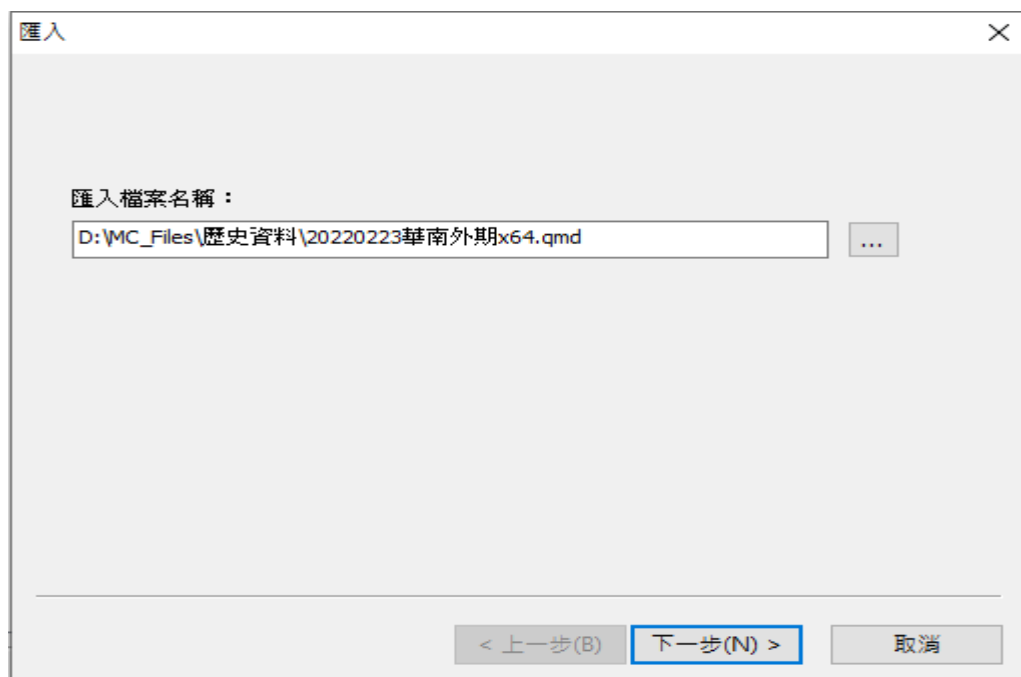 匯入
匯入檔案名稱：
D:\MC_Files\歷史資料\20220223華南外期x64.qmd
...
< 上一步(B)
下一步(N) >
取消